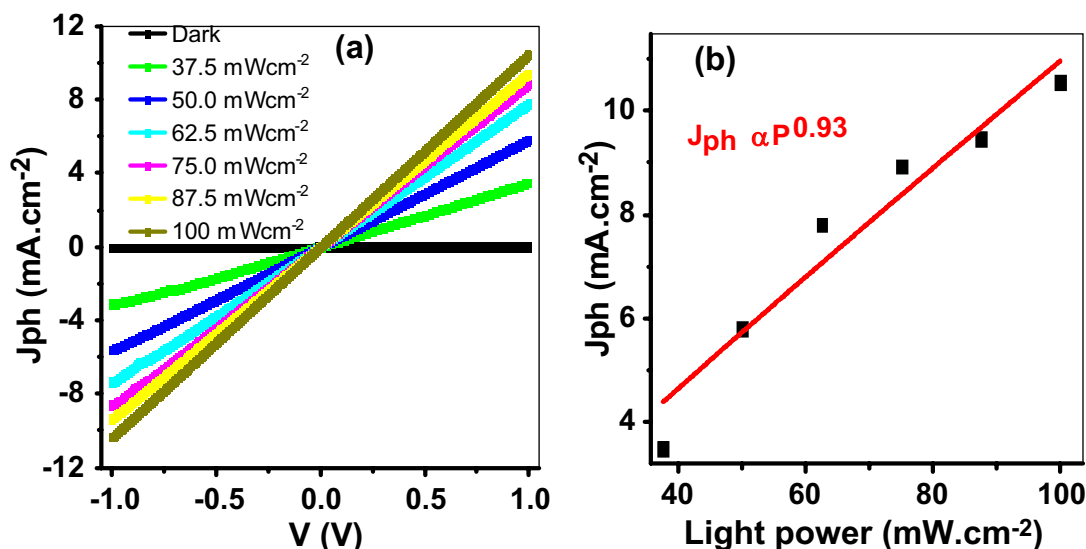 (a)
Dark
37.5 mWcm-2
50.0 mWcm-2
62.5 mWcm-2
75.0 mWcm-2
87.5 mWcm-2
100 mWcm-2
12
8
4
0
-4
-8
-12
Jph (mA.cm-2)
-1.0 -0.5 0.0 0.5 1.0
V (V)
(b)
Jph αP0.93
10
8
6
4
Jph (mA.cm-2)
40 60 80 100
Light power (mW.cm-2)